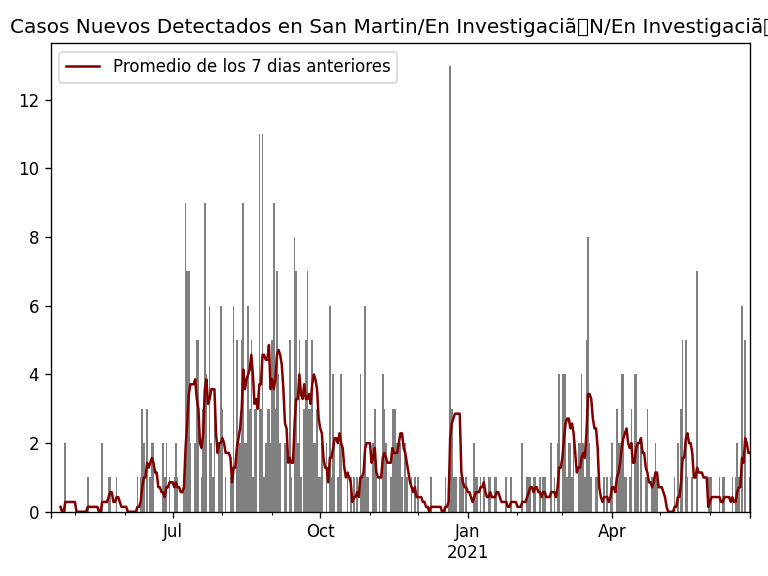 Casos Nuevos Detectados en San Martin/En Investigaciã▯N/En Investigaciã▯
Promedio de los 7 dias anteriores
12
10
8
6
4
2
0
Jul
Oct
Jan
2021
Apr